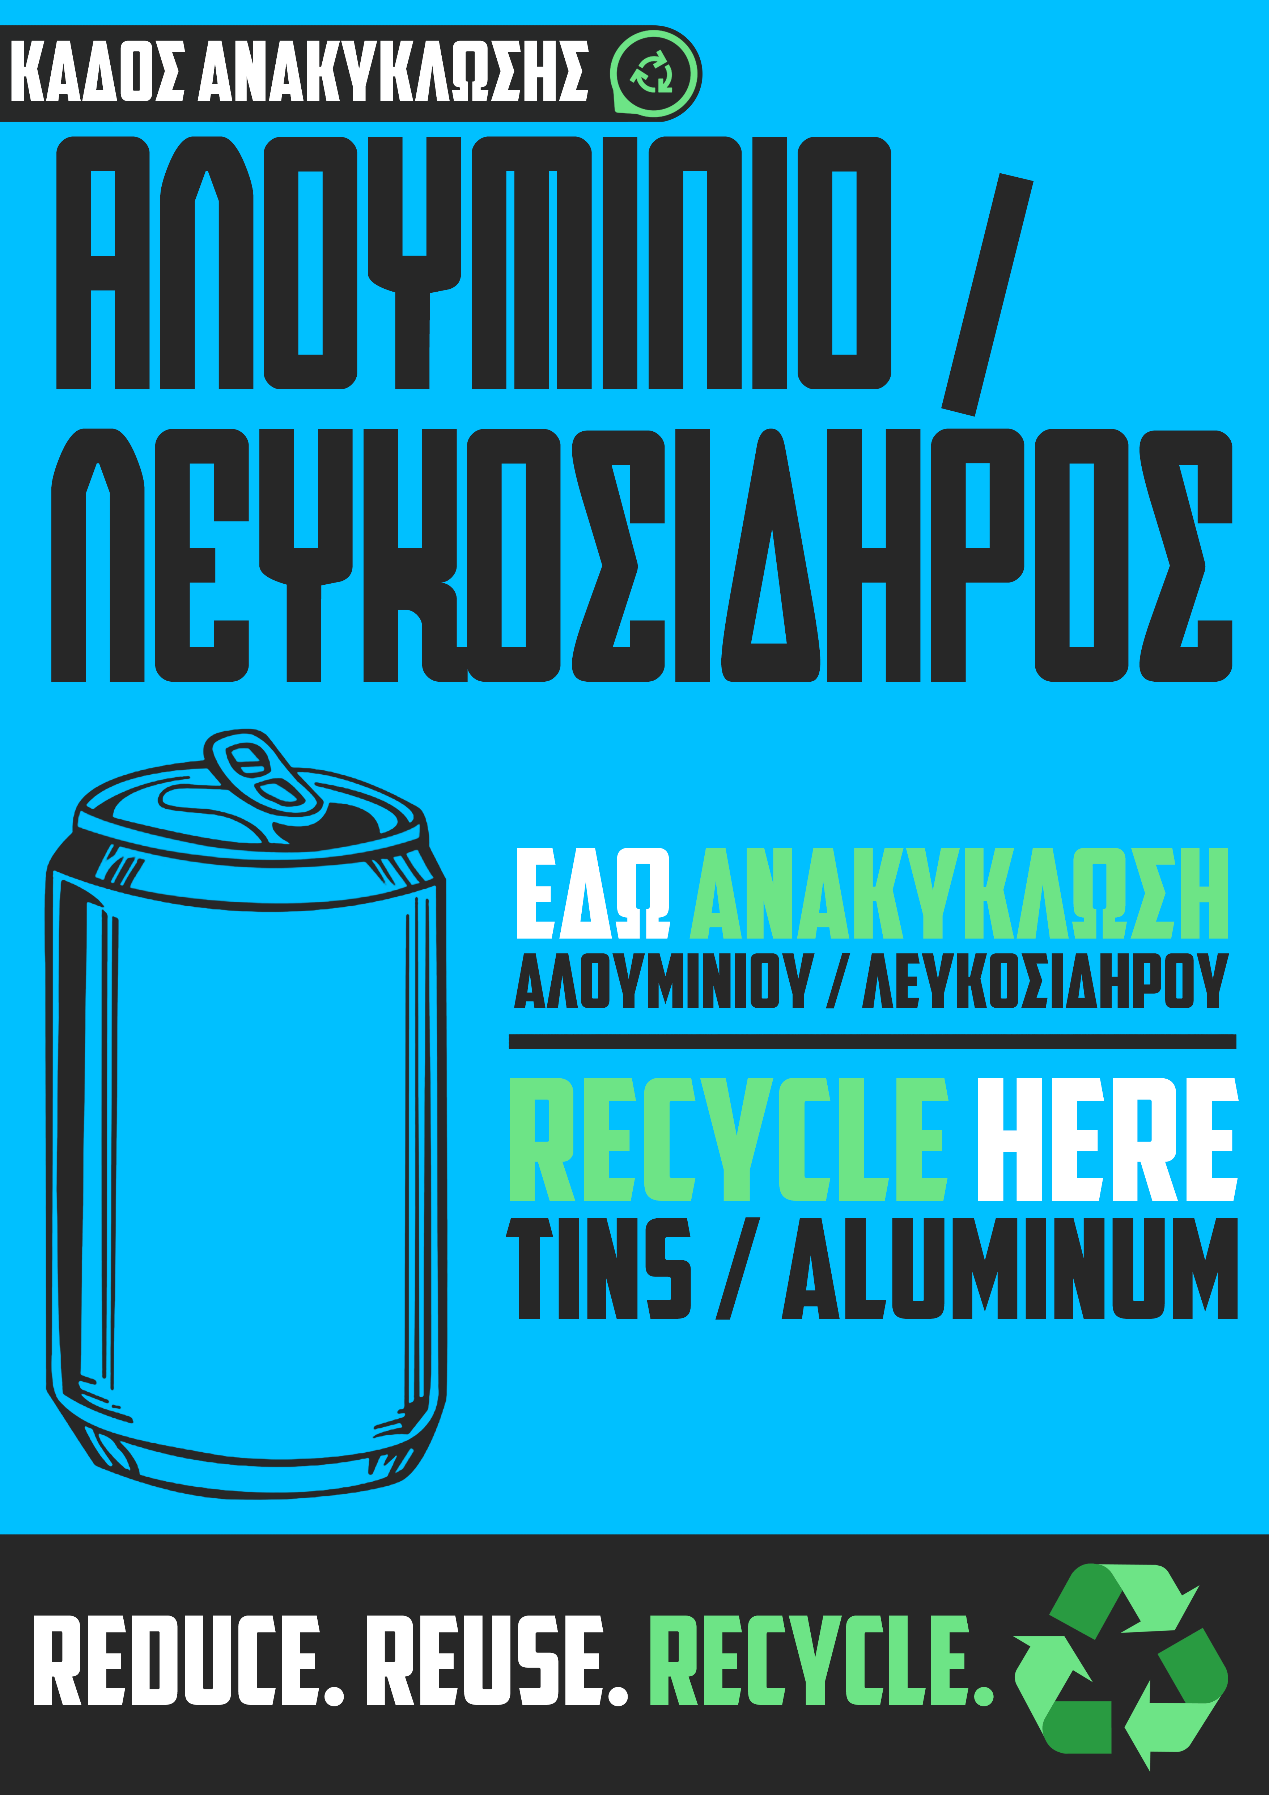 ΚΑΔΟΣ ΑΝΑΚΥΚΛΩΣΗΣ
ΑΛΟΥΜΙΝΙΟ /
ΛΕΥΚΟΣΙΔΗΡΟΣ
ΕΔΩ ΑΝΑΚΥΚΛΩΣΗ
ΑΛΟΥΜΙΝΙΟΥ / ΛΕΥΚΟΣΙΔΗΡΟΥ
RECYCLE HERE
TINS / ALUMINUM
REDUCE. REUSE. RECYCLE.